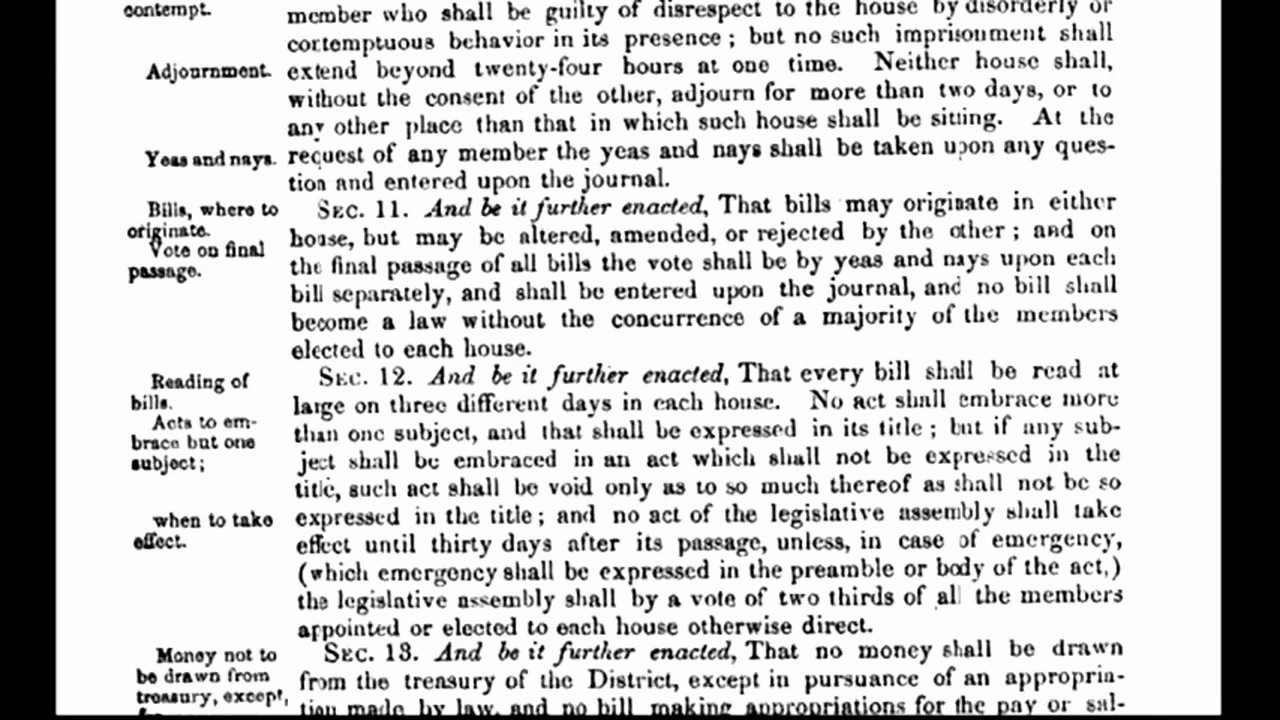 contempt.
member who shall be guilty of disrespect to the house by disorderly or
contemptuous behavior in its presence ; but no such imprisonment shall
Adjournment. extend beyond twenty-four hours at one time. Neither house shall,
without the consent of the other, adjourn for more than two days, or to
any other place than that in which such house shall be sitting. At the
Yeas and nays. request of any member the yeas and nays shall be taken upon any ques-
tion and entered upon the journal.
Bills, where to SEC. 11. And be it further enacted, That bills may originate in either
originate. house, but may be altered, amended, or rejected by the other ; and on
Vote on final the final passage of all bills the vote shall be by yeas and nays upon each
passage. bill separately, and shall be entered upon the journal, and no bill shall
become a law without the concurrence of a majority of the members
elected to each house.
Reading of SEC. 12. And be it further enacted, That every bill shall be read at
bills. large on three different days in each house. No act shall embrace more
Acts to em- than one subject, and that shall be expressed in its title ; but if any sub-
brace but one ject shall be embraced in an act which shall not be expressed in the
subject ; title, such act shall be void only as to so much thereof as shall not be so
when to take expressed in the title ; and no act of the legislative assembly shall take
effect. effect until thirty days after its passage, unless, in case of emergency,
(which emergency shall be expressed in the preamble or body of the act,)
the legislative assembly shall by a vote of two thirds of all the members
appointed or elected to each house otherwise direct.
Money not to SEC. 13. And be it further enacted, That no money shall be drawn
be drawn from from the treasury of the District, except in pursuance of an appropria-
treasury, except, tion made by law, and no bill making appropriations for the pay or sal-